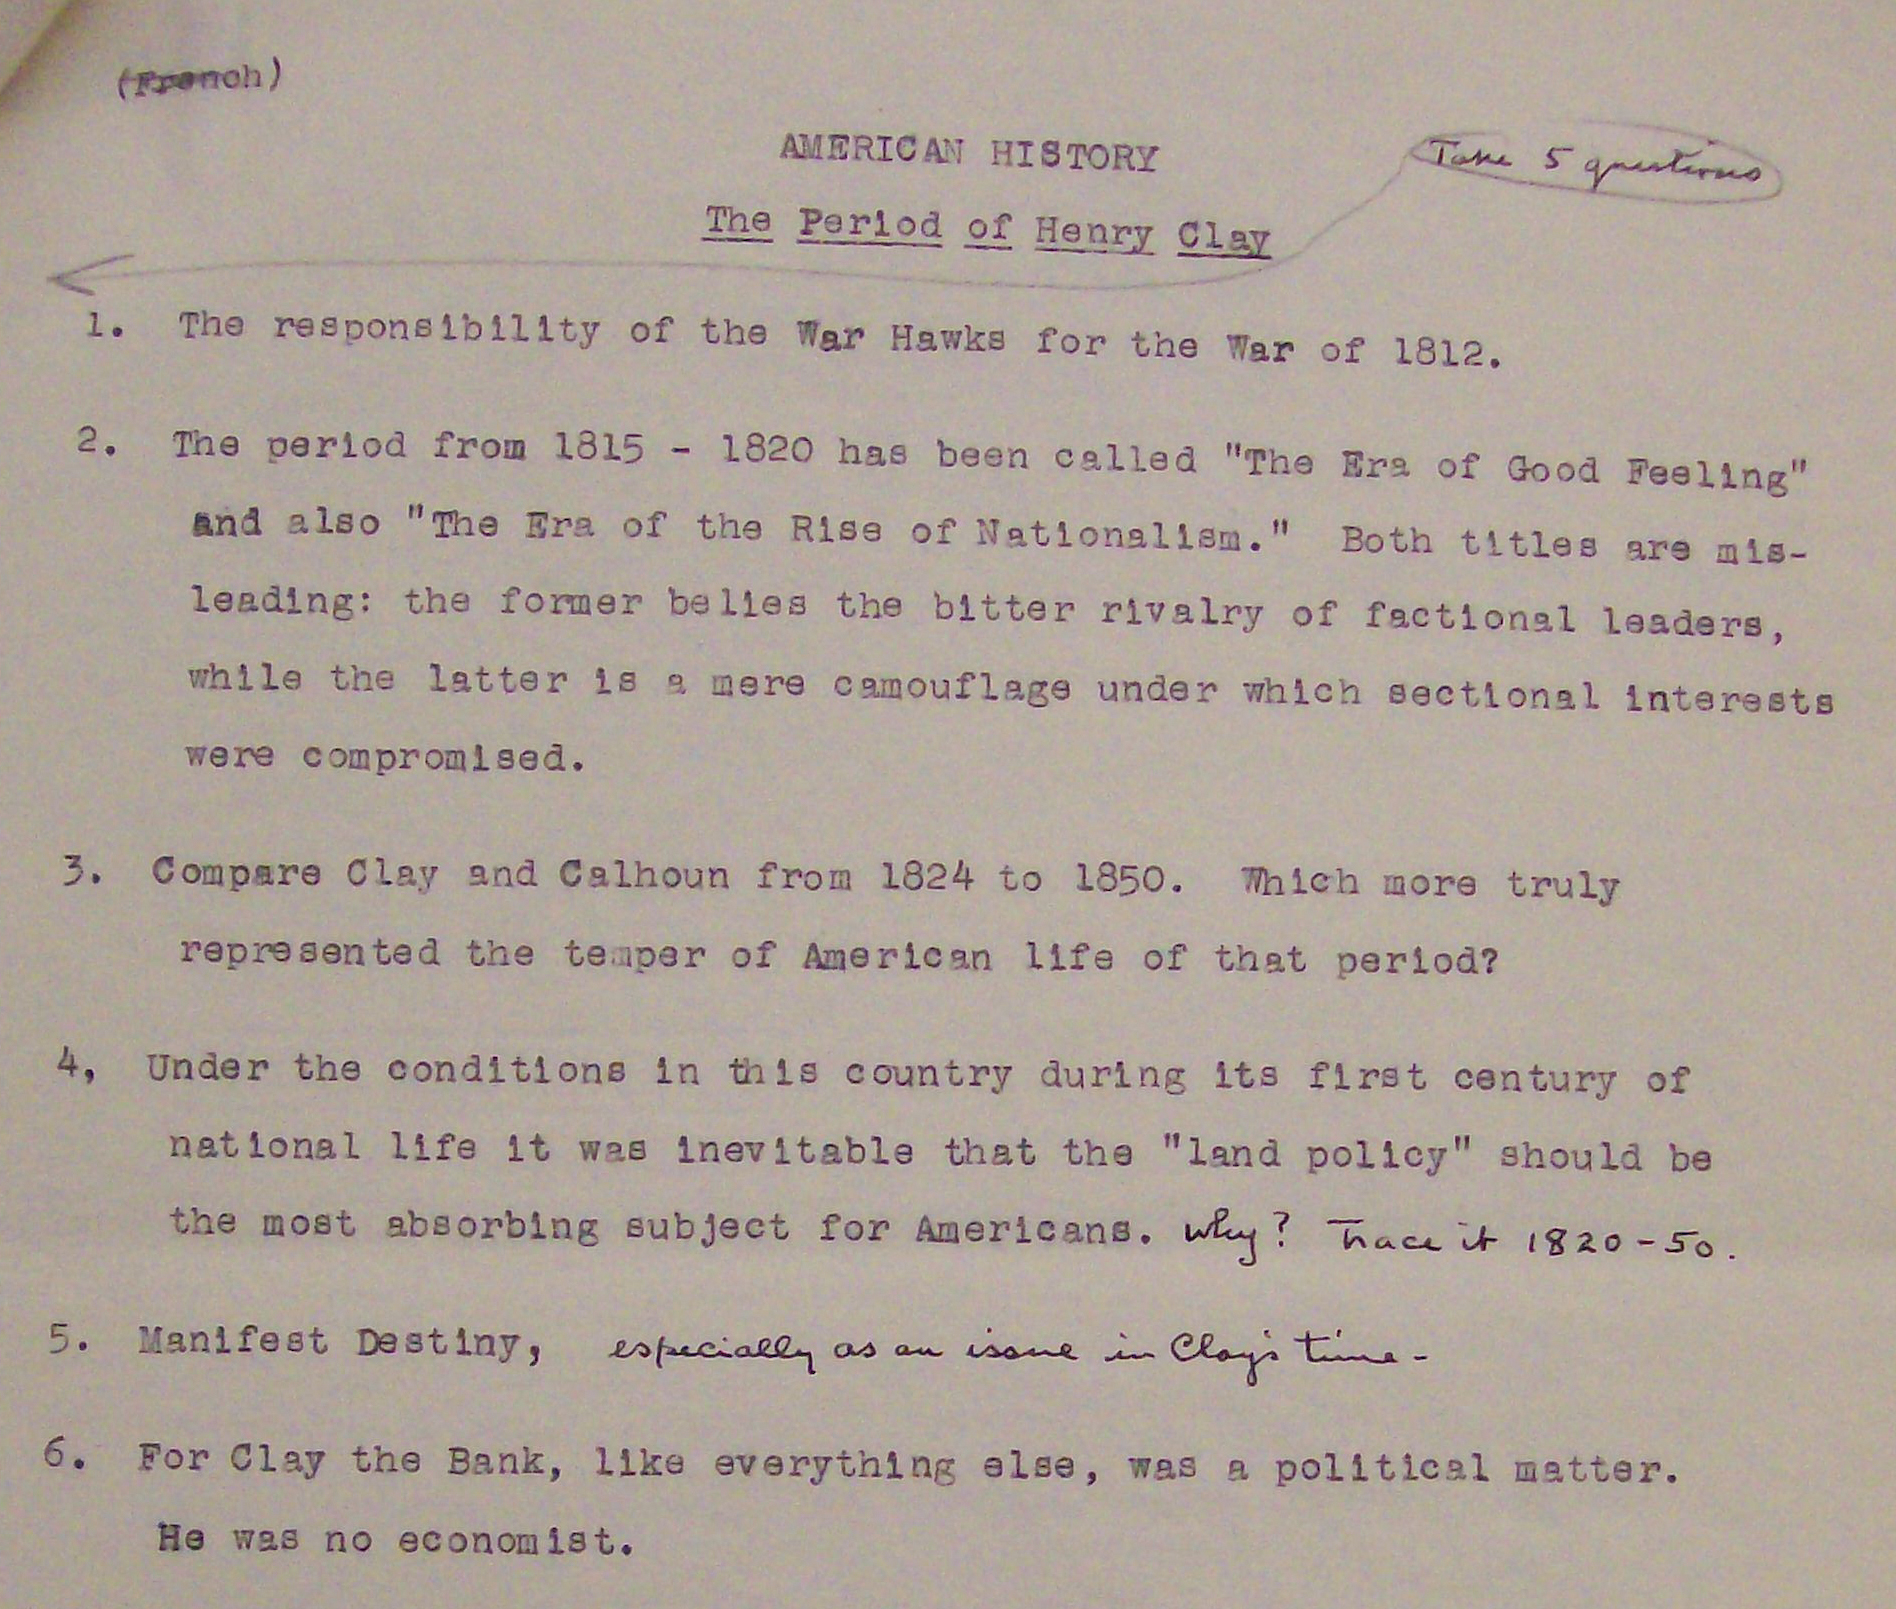 (French)
AMERICAN HISTORY
Take 5 questions
The Period of Henry Clay
1. The responsibility of the War Hawks for the War of 1812.
2. The period from 1815 - 1820 has been called "The Era of Good Feeling"
and also "The Era of the Rise of Nationalism." Both titles are mis-
leading: the former belies the bitter rivalry of factional leaders,
while the latter is a mere camouflage under which sectional interests
were compromised.
3. Compare Clay and Calhoun from 1824 to 1850. Which more truly
represented the temper of American life of that period?
4, Under the conditions in this country during its first century of
national life it was inevitable that the "land policy" should be
the most absorbing subject for Americans. Why? Trace it 1820-50.
5. Manifest Destiny, especially as an issue in Clay's time-
6. For Clay the Bank, like everything else, was a political matter.
He was no economist.